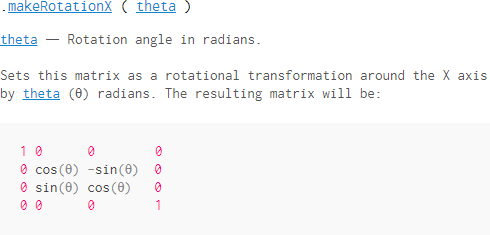 .makeRotationX ( theta )
theta — Rotation angle in radians.
Sets this matrix as a rotational transformation around the X axis
by theta (θ) radians. The resulting matrix will be:
1 0      0      0
0 cos(θ) -sin(θ)  0
0 sin(θ) cos(θ)   0
0 0      0      1